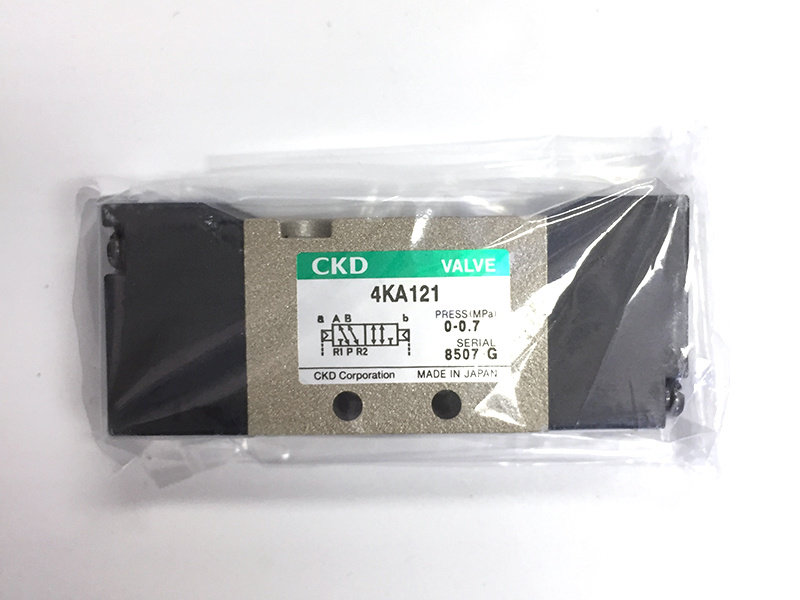 CKD VALVE
4KA121
a A B b
PRESS(MPa)
0-0.7
R1 P R2
SERIAL
8507 G
CKD Corporation MADE IN JAPAN